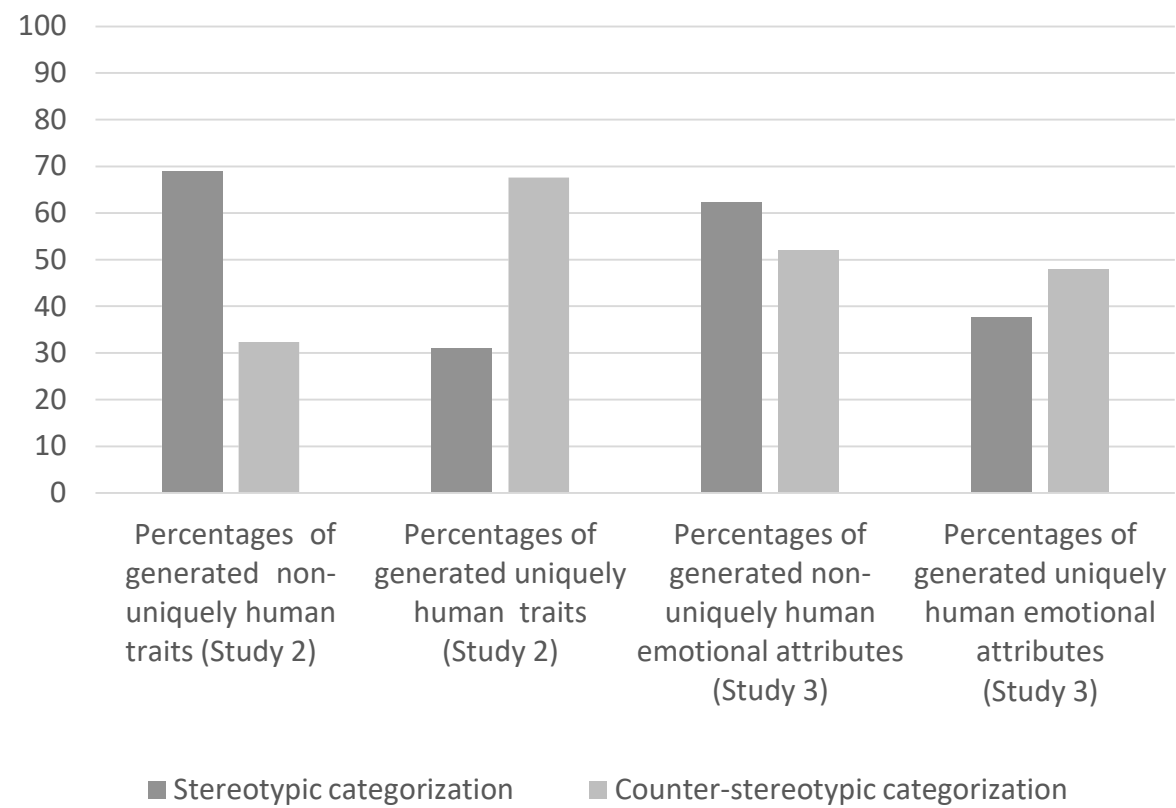 100
90
80
70
60
50
40
30
20
10
0
Percentages of
generated non-
uniquely human
traits (Study 2)
Percentages of
generated uniquely
human traits
(Study 2)
Percentages of
generated non-
uniquely human
emotional attributes
(Study 3)
Percentages of
generated uniquely
human emotional
attributes
(Study 3)
Stereotypic categorization
Counter-stereotypic categorization